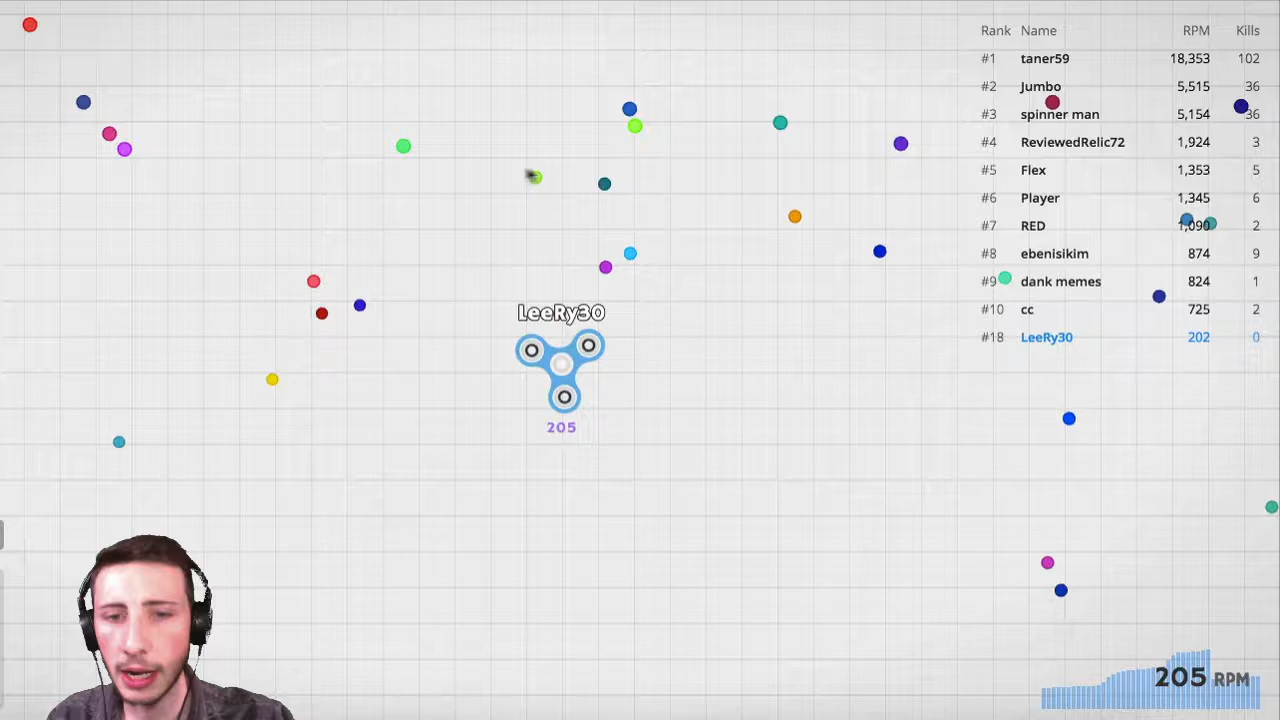 Rank Name RPM Kills
#1 taner59 18,353 102
#2 Jumbo 5,515 36
#3 spinner man 5,154 36
#4 ReviewedRelic72 1,924 3
#5 Flex 1,353 5
#6 Player 1,345 6
#7 RED 1,090 2
#8 ebenisikim 874 9
#9 dank memes 824 1
#10 cc 725 2
#18 LeeRy30 202 0
LeeRy30
205
205 RPM